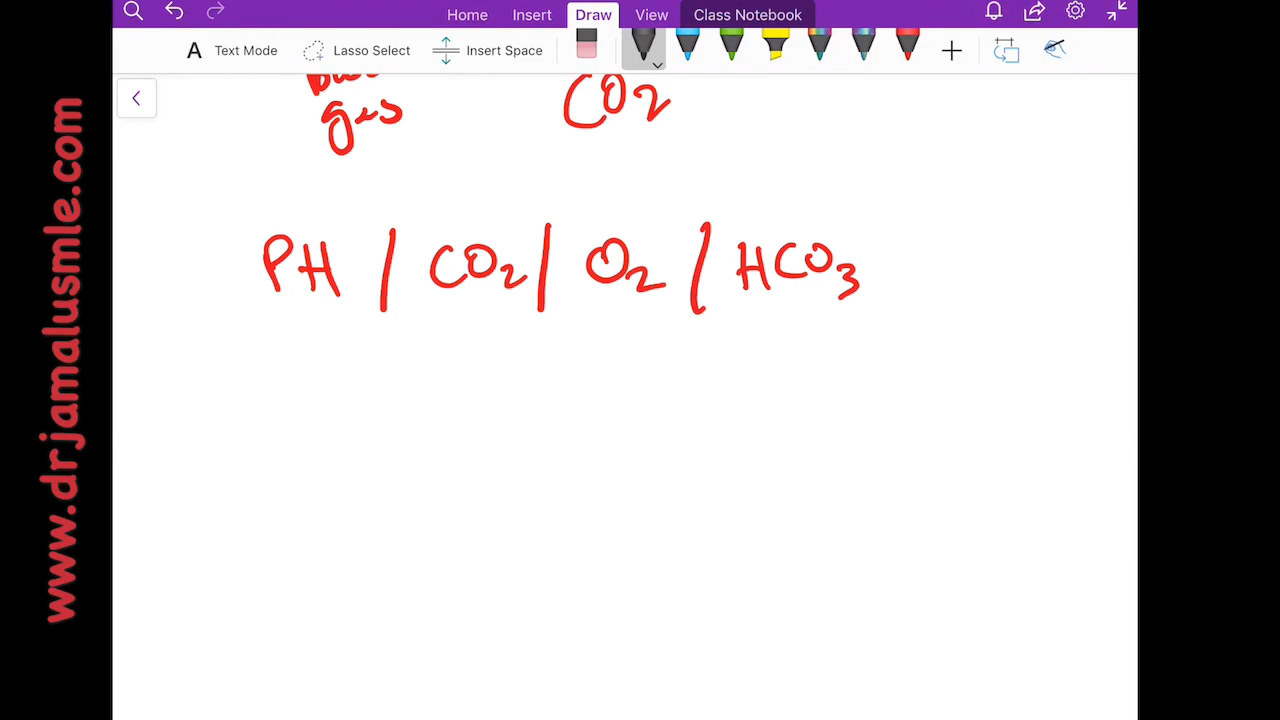 Home Insert Draw View Class Notebook
A Text Mode Lasso Select Insert Space
gas CO2
PH / CO2 / O2 / HCO3
www.drjamalusmle.com